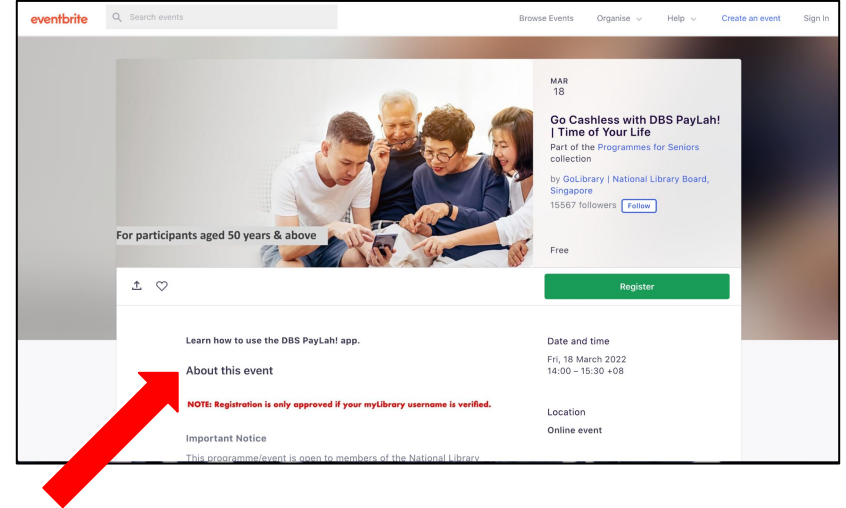 eventbrite
Search events
Browse Events
Organise
Help
Create an event
Sign In
MAR
18
Go Cashless with DBS PayLah!
| Time of Your Life
Part of the Programmes for Seniors
collection
by GoLibrary | National Library Board,
Singapore
15567 followers Follow
For participants aged 50 years & above
Free
Register
Learn how to use the DBS PayLah! app.
About this event
NOTE: Registration is only approved if your myLibrary username is verified.
Important Notice
This programme/event is open to members of the National Library
Date and time
Fri, 18 March 2022
14:00 – 15:30 +08
Location
Online event